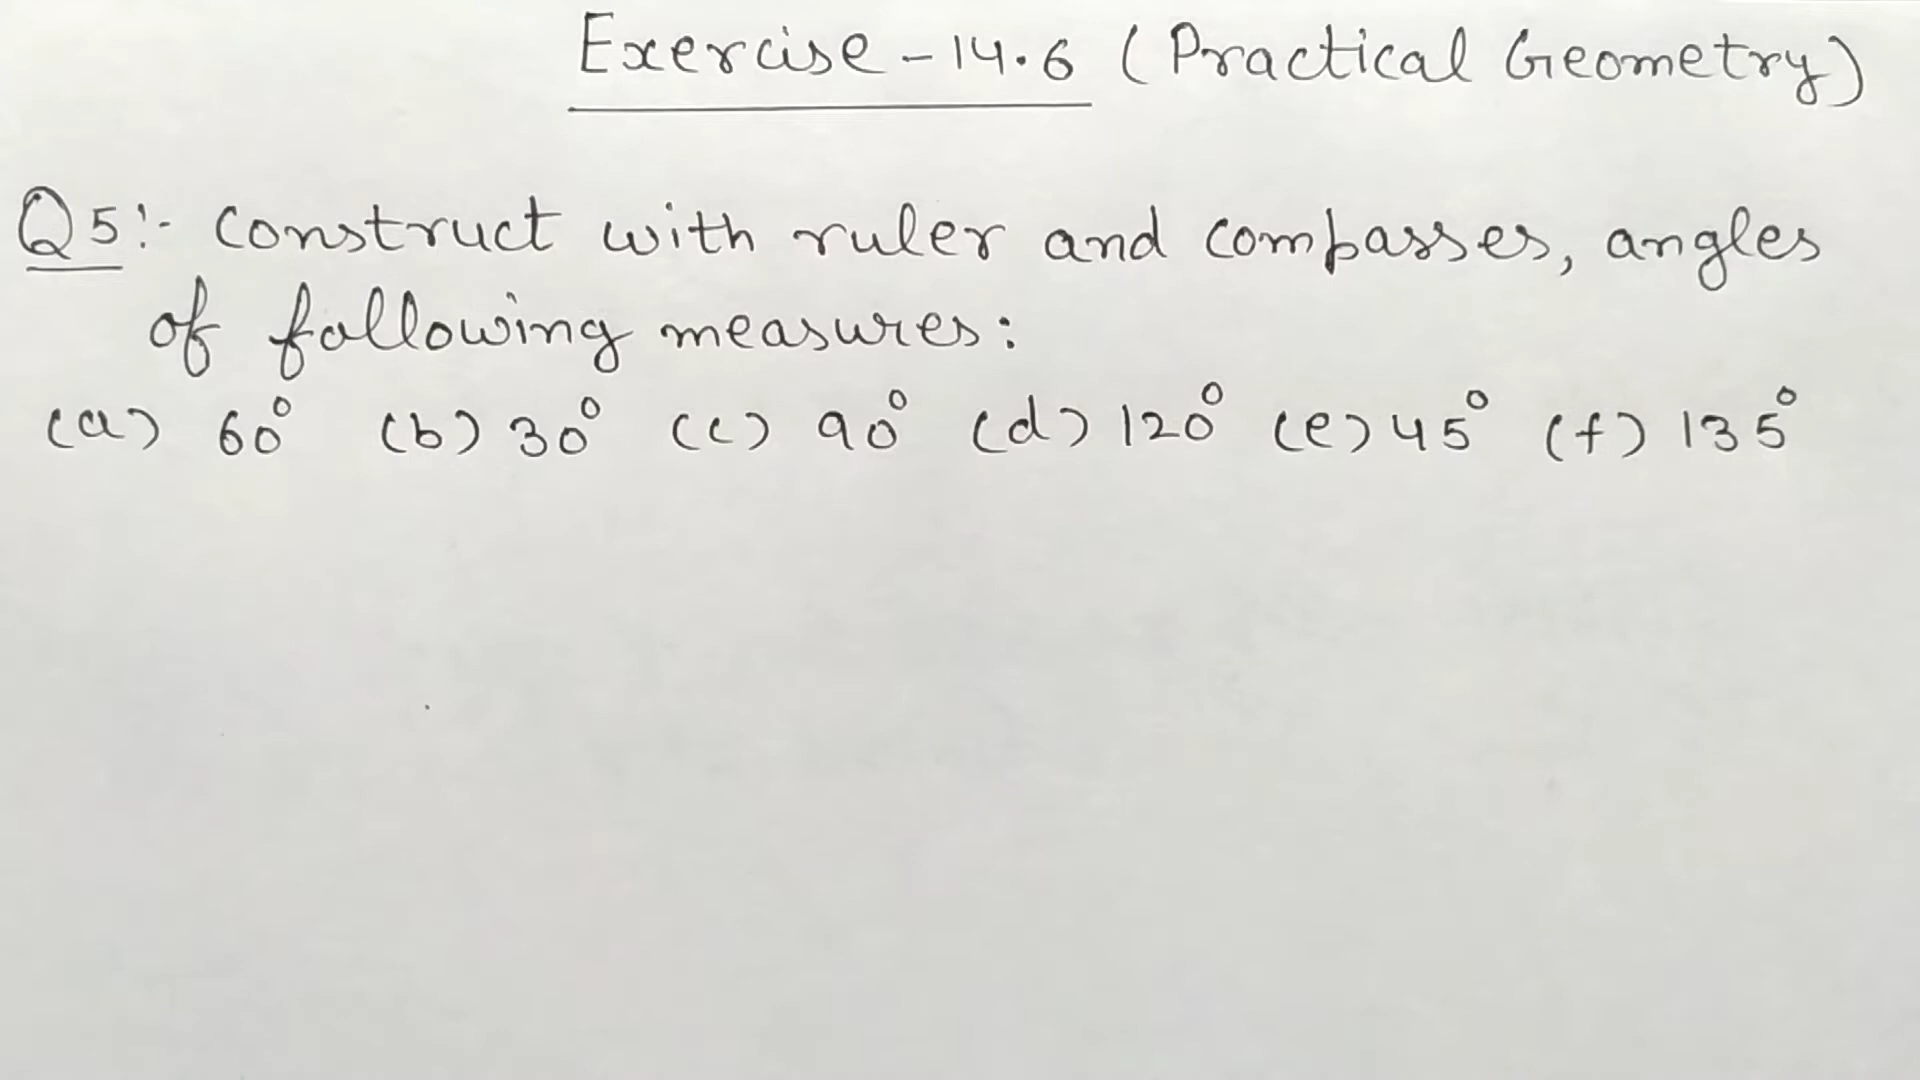 Exercise - 14.6 (Practical Geometry)
Q5:- Construct with ruler and compasses, angles
of following measures:
(a) 60° (b) 30° (c) 90° (d) 120° (e) 45° (f) 135°